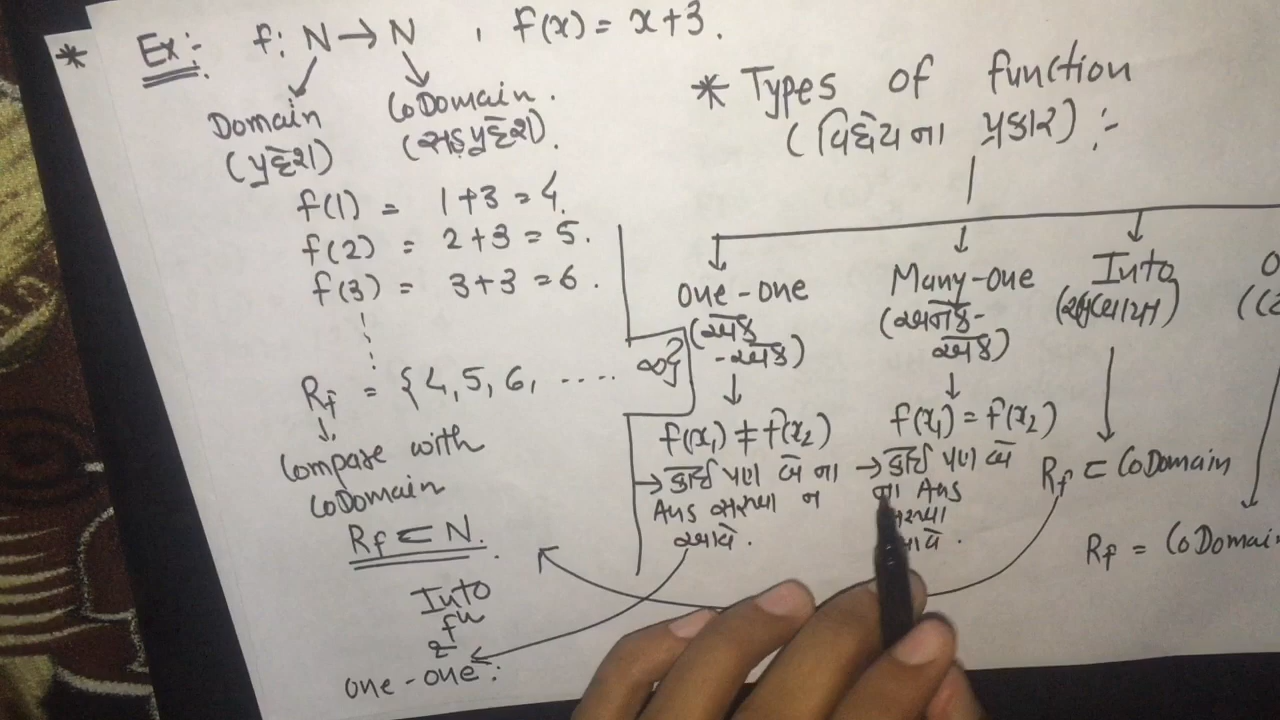 * Ex:- f: N → N , f(x) = x+3.
Domain
(પ્રદેશ)
CoDomain.
(સહપ્રદેશ).
f(1) = 1+3 = 4.
f(2) = 2+3 = 5.
f(3) = 3+3 = 6.
Rf = {4, 5, 6, ....
Compare with
CoDomain
Rf ⊂ N.
Into
fn
&
one-one:
* Types of function
(વિધેયના પ્રકાર) :-
One-one
(એક
-એક)
f(x1) ≠ f(x2)
→ કોઈ પણ બે ના
Ans સરખા ન
આવે.
Many-one
(અનેક-
એક)
f(x1) = f(x2)
→ કોઈ પણ બે
ના Ans
Into
Rf ⊂ CoDomain
Rf = CoDomai